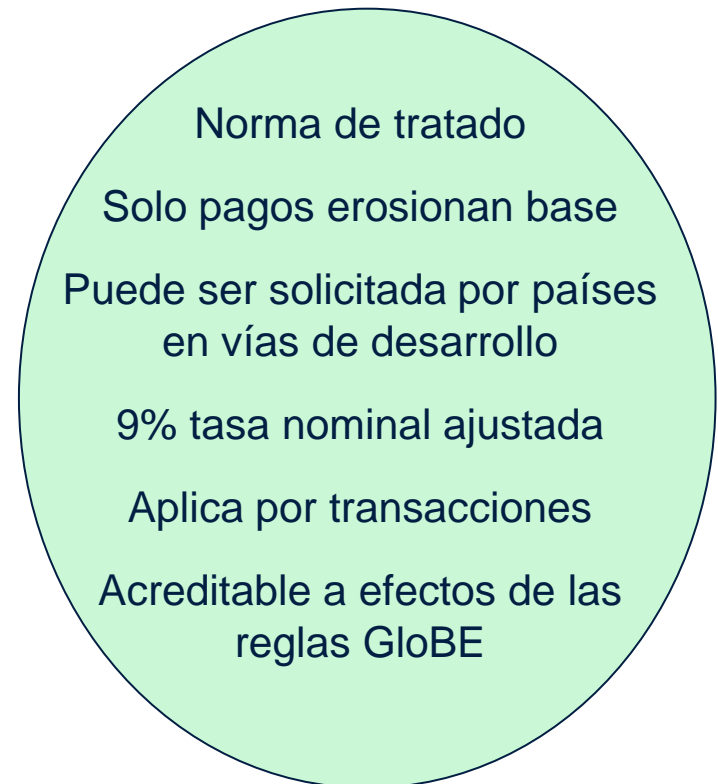 Norma de tratado
Solo pagos erosionan base
Puede ser solicitada por países
en vías de desarrollo
9% tasa nominal ajustada
Aplica por transacciones
Acreditable a efectos de las
reglas GloBE